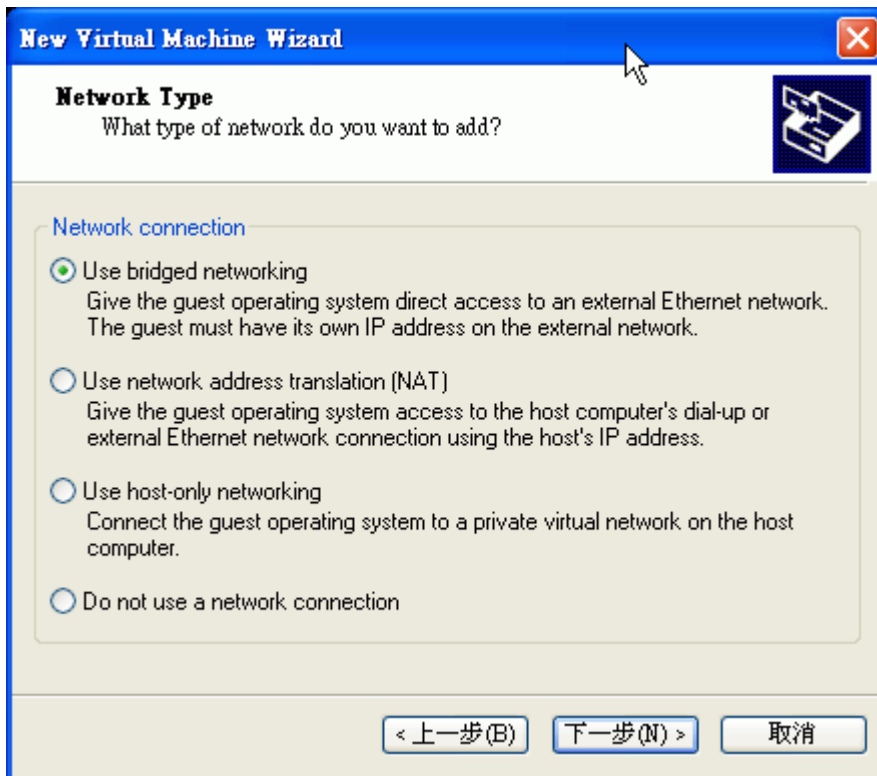 New Virtual Machine Wizard
Network Type
What type of network do you want to add?
Network connection
Use bridged networking
Give the guest operating system direct access to an external Ethernet network.
The guest must have its own IP address on the external network.
Use network address translation (NAT)
Give the guest operating system access to the host computer's dial-up or
external Ethernet network connection using the host's IP address.
Use host-only networking
Connect the guest operating system to a private virtual network on the host
computer.
Do not use a network connection
< 上一步(B) 下一步(N) > 取消